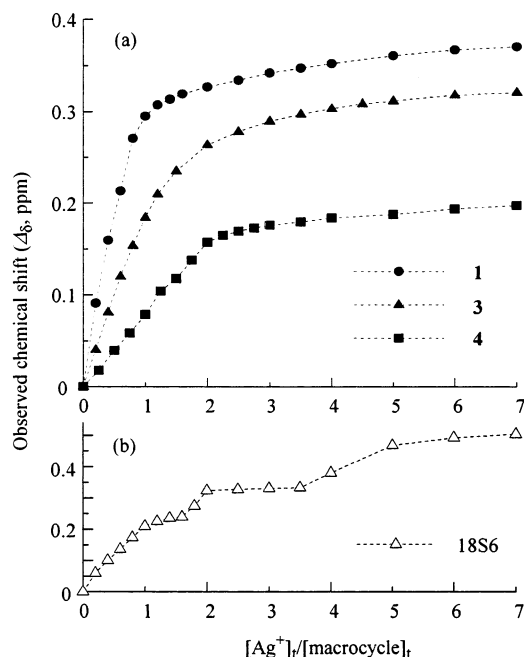 0.4
(a)
0.3
0.2
1
3
0.1
4
0
0 1 2 3 4 5 6 7
Observed chemical shift (Δδ, ppm)
(b)
0.4
0.2
18S6
0
0 1 2 3 4 5 6 7
[Ag⁺]ₜ/[macrocycle]ₜ